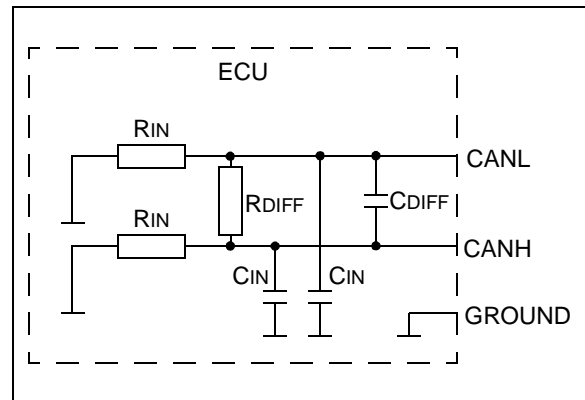 ECU
RIN
CANL
RDIFF
CDIFF
RIN
CANH
CIN
CIN
GROUND